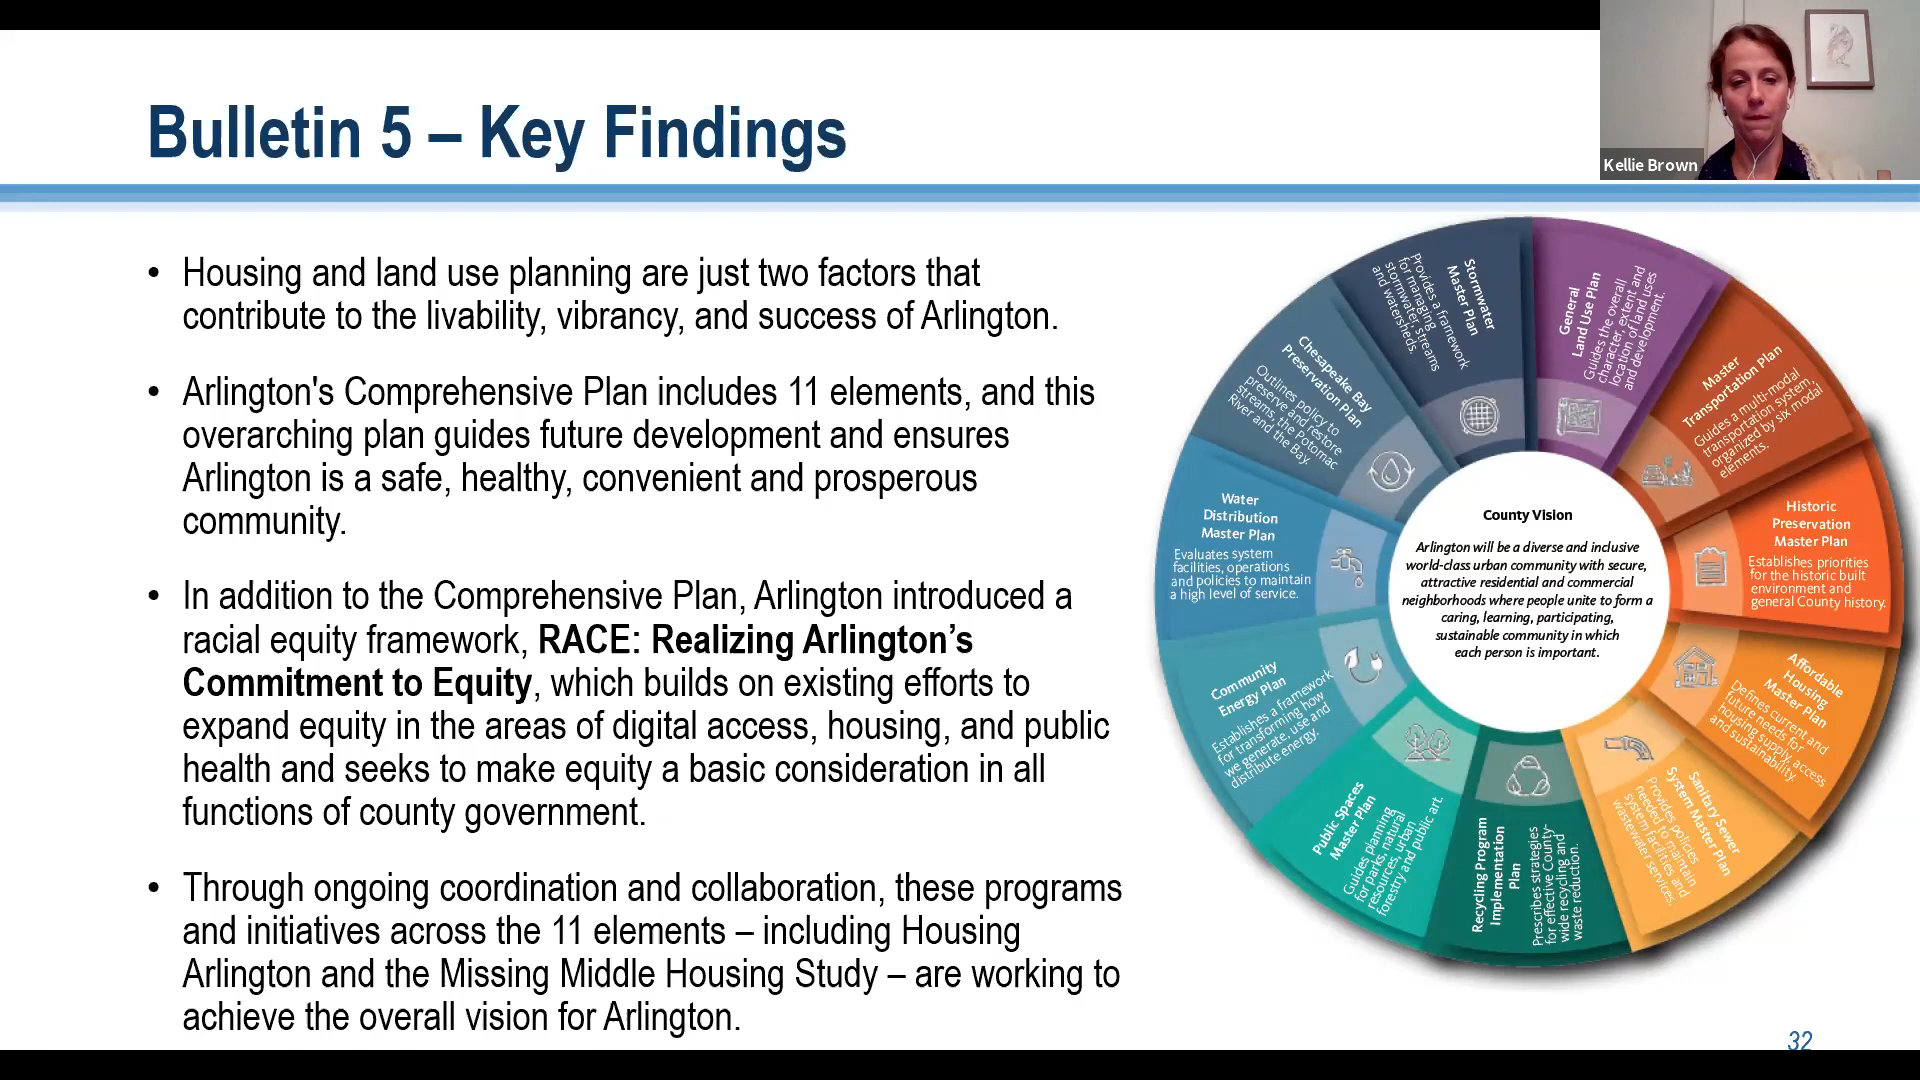 Bulletin 5 – Key Findings
Kellie Brown
• Housing and land use planning are just two factors that
contribute to the livability, vibrancy, and success of Arlington.
• Arlington's Comprehensive Plan includes 11 elements, and this
overarching plan guides future development and ensures
Arlington is a safe, healthy, convenient and prosperous
community.
• In addition to the Comprehensive Plan, Arlington introduced a
racial equity framework, RACE: Realizing Arlington’s
Commitment to Equity, which builds on existing efforts to
expand equity in the areas of digital access, housing, and public
health and seeks to make equity a basic consideration in all
functions of county government.
• Through ongoing coordination and collaboration, these programs
and initiatives across the 11 elements – including Housing
Arlington and the Missing Middle Housing Study – are working to
achieve the overall vision for Arlington.
General
Land Use Plan
Guides the overall
character, extent and
location of land uses
and development.
Master
Transportation Plan
Guides a multi-modal
transportation system,
organized by six modal
elements.
Historic
Preservation
Master Plan
Establishes priorities
for the historic built
environment and
general County history.
Affordable
Housing
Master Plan
Defines current and
future needs for
housing supply, access
and sustainability.
Sanitary Sewer
System Master Plan
Provides policies
needed to maintain
system facilities and
wastewater services.
Recycling Program
Implementation
Plan
Prescribes strategies
for effective County-
wide recycling and
waste reduction.
Public Spaces
Master Plan
Guides planning
for parks, natural
resources, urban
forestry and public art.
Community
Energy Plan
Establishes a framework
for transforming how
we generate, use and
distribute energy.
Water
Distribution
Master Plan
Evaluates system
facilities, operations
and policies to maintain
a high level of service.
Chesapeake Bay
Preservation Plan
Outlines policy to
preserve and restore
streams, the Potomac
River and the Bay.
Stormwater
Master Plan
Provides a framework
for managing
stormwater, streams
and watersheds.
County Vision
Arlington will be a diverse and inclusive
world-class urban community with secure,
attractive residential and commercial
neighborhoods where people unite to form a
caring, learning, participating,
sustainable community in which
each person is important.
32